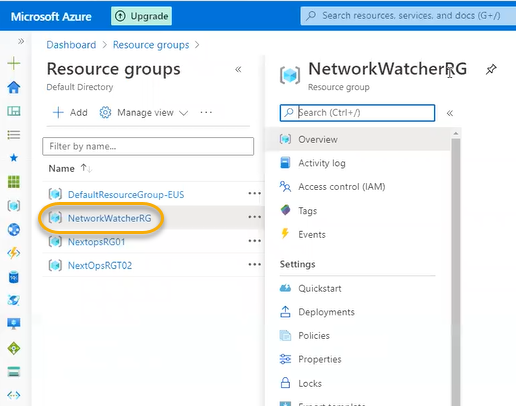 Microsoft Azure
Upgrade
Search resources, services, and docs (G+/)
Dashboard > Resource groups >
Resource groups
Default Directory
Add
Manage view
Filter by name...
Name
DefaultResourceGroup-EUS
NetworkWatcherRG
NextopsRG01
NextOpsRGT02
NetworkWatcherRG
Resource group
Search (Ctrl+/)
Overview
Activity log
Access control (IAM)
Tags
Events
Settings
Quickstart
Deployments
Policies
Properties
Locks
Export template